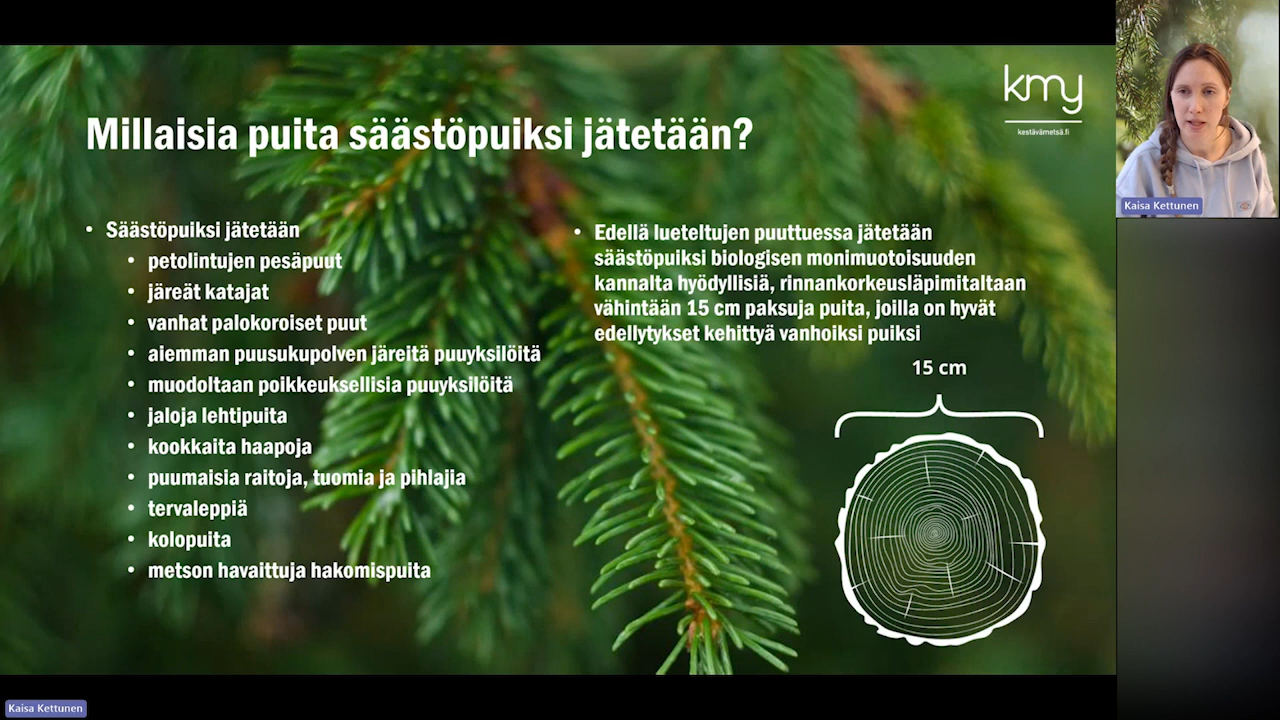 Millaisia puita säästöpuiksi jätetään?
kmy
kestävämetsä.fi
• Säästöpuiksi jätetään
• petolintujen pesäpuut
• järeät katajat
• vanhat palokoroiset puut
• aiemman puusukupolven järeitä puuyksilöitä
• muodoltaan poikkeuksellisia puuyksilöitä
• jaloja lehtipuita
• kookkaita haapoja
• puumaisia raitoja, tuomia ja pihlajia
• tervaleppiä
• kolopuita
• metson havaittuja hakomispuita
• Edellä lueteltujen puuttuessa jätetään
säästöpuiksi biologisen monimuotoisuuden
kannalta hyödyllisiä, rinnankorkeusläpimitaltaan
vähintään 15 cm paksuja puita, joilla on hyvät
edellytykset kehittyä vanhoiksi puiksi
15 cm
Kaisa Kettunen
Kaisa Kettunen